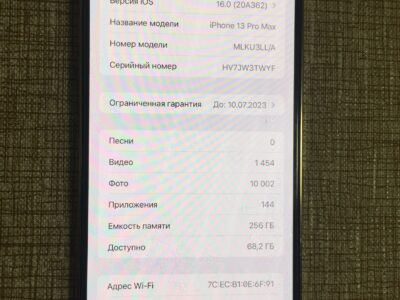 Версия iOS 16.0 (20A362)
Название модели iPhone 13 Pro Max
Номер модели MLKU3LL/A
Серийный номер HV7JW3TWYF
Ограниченная гарантия До: 10.07.2023
Песни 0
Видео 1 454
Фото 10 002
Приложения 144
Емкость памяти 256 ГБ
Доступно 68,2 ГБ
Адрес Wi-Fi 7C:EC:B1:0E:6F:91